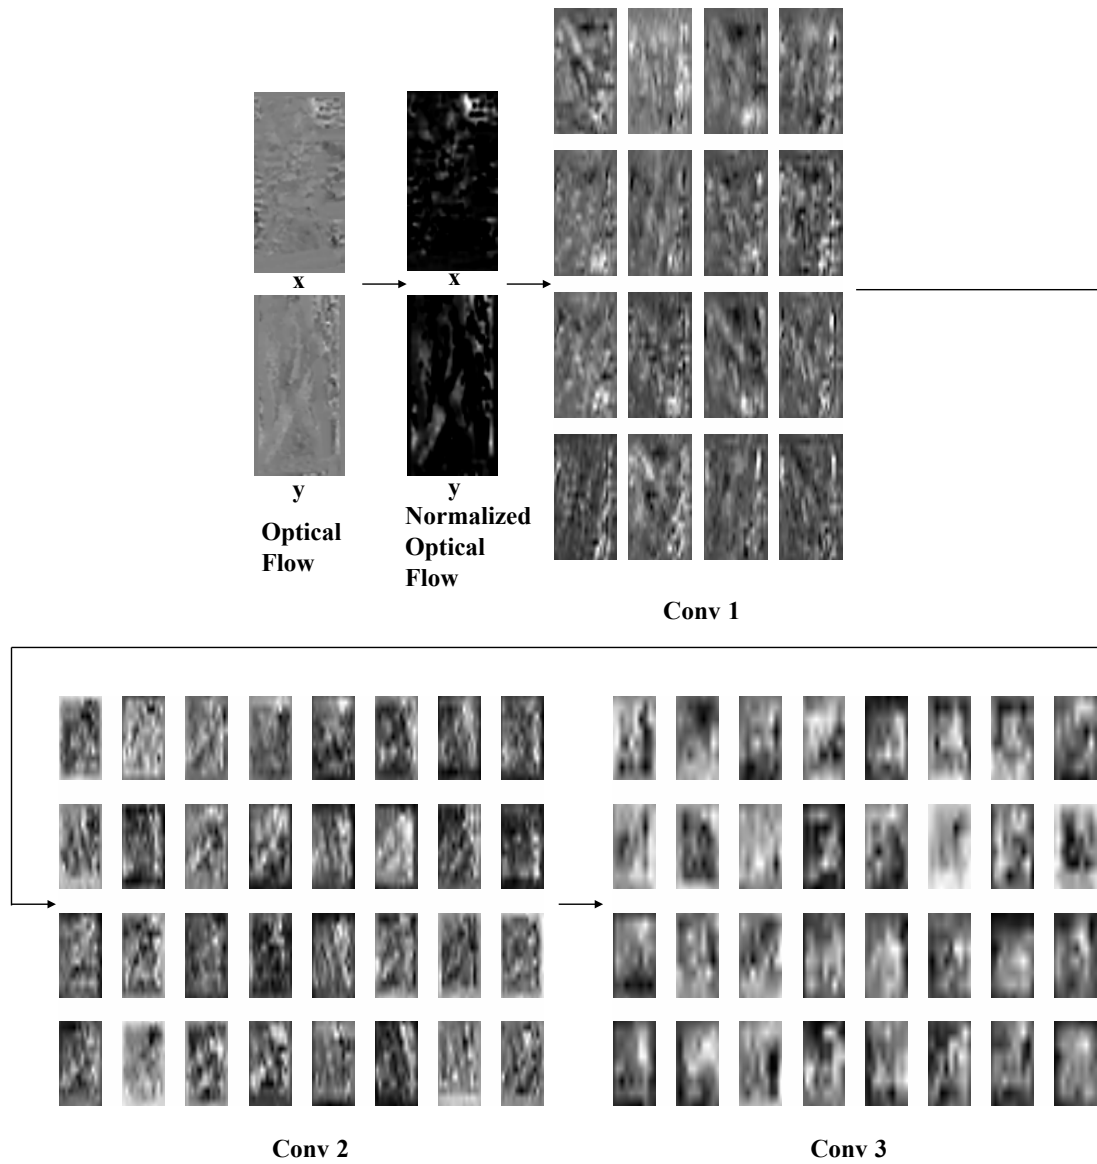 x
x
y
y
Optical
Flow
Normalized
Optical
Flow
Conv 1
Conv 2
Conv 3